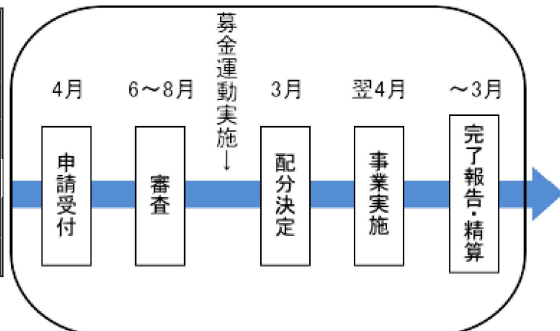 4月
申請受付
6～8月
審査
募金運動実施↓
3月
配分決定
翌4月
事業実施
～3月
完了報告・精算